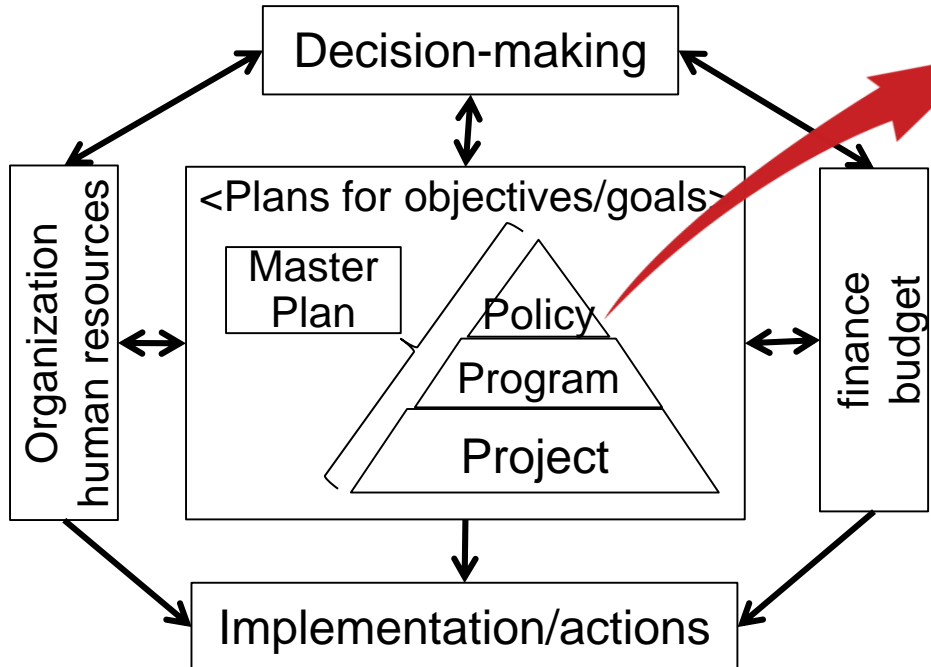 Decision-making
<Plans for objectives/goals>
Organization
human resources
Master
Plan
Policy
Program
Project
finance
budget
Implementation/actions